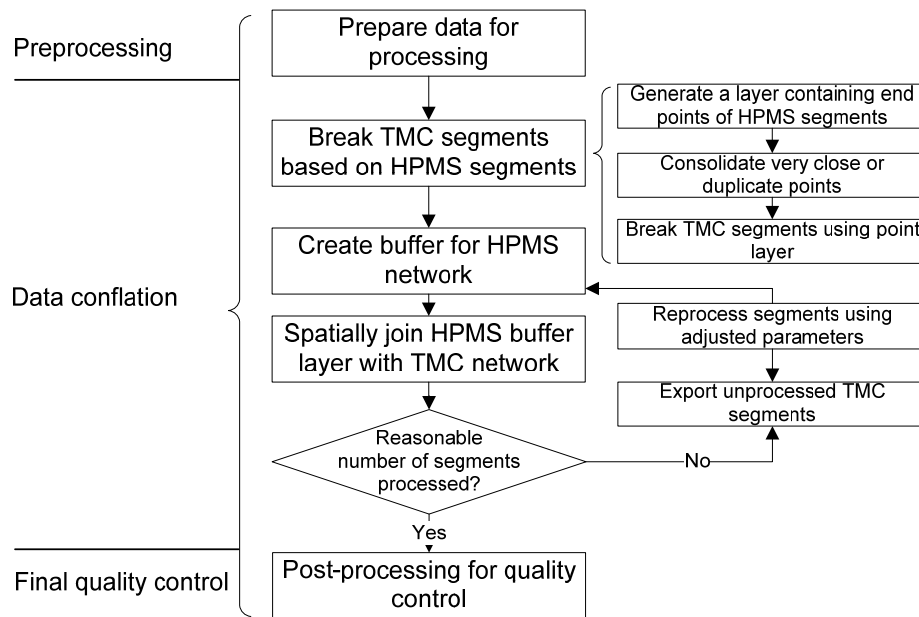 Preprocessing
Prepare data for
processing
Break TMC segments
based on HPMS segments
Generate a layer containing end
points of HPMS segments
Consolidate very close or
duplicate points
Break TMC segments using point
layer
Data conflation
Create buffer for HPMS
network
Spatially join HPMS buffer
layer with TMC network
Reprocess segments using
adjusted parameters
Export unprocessed TMC
segments
Reasonable
number of segments
processed?
No
Yes
Final quality control
Post-processing for quality
control